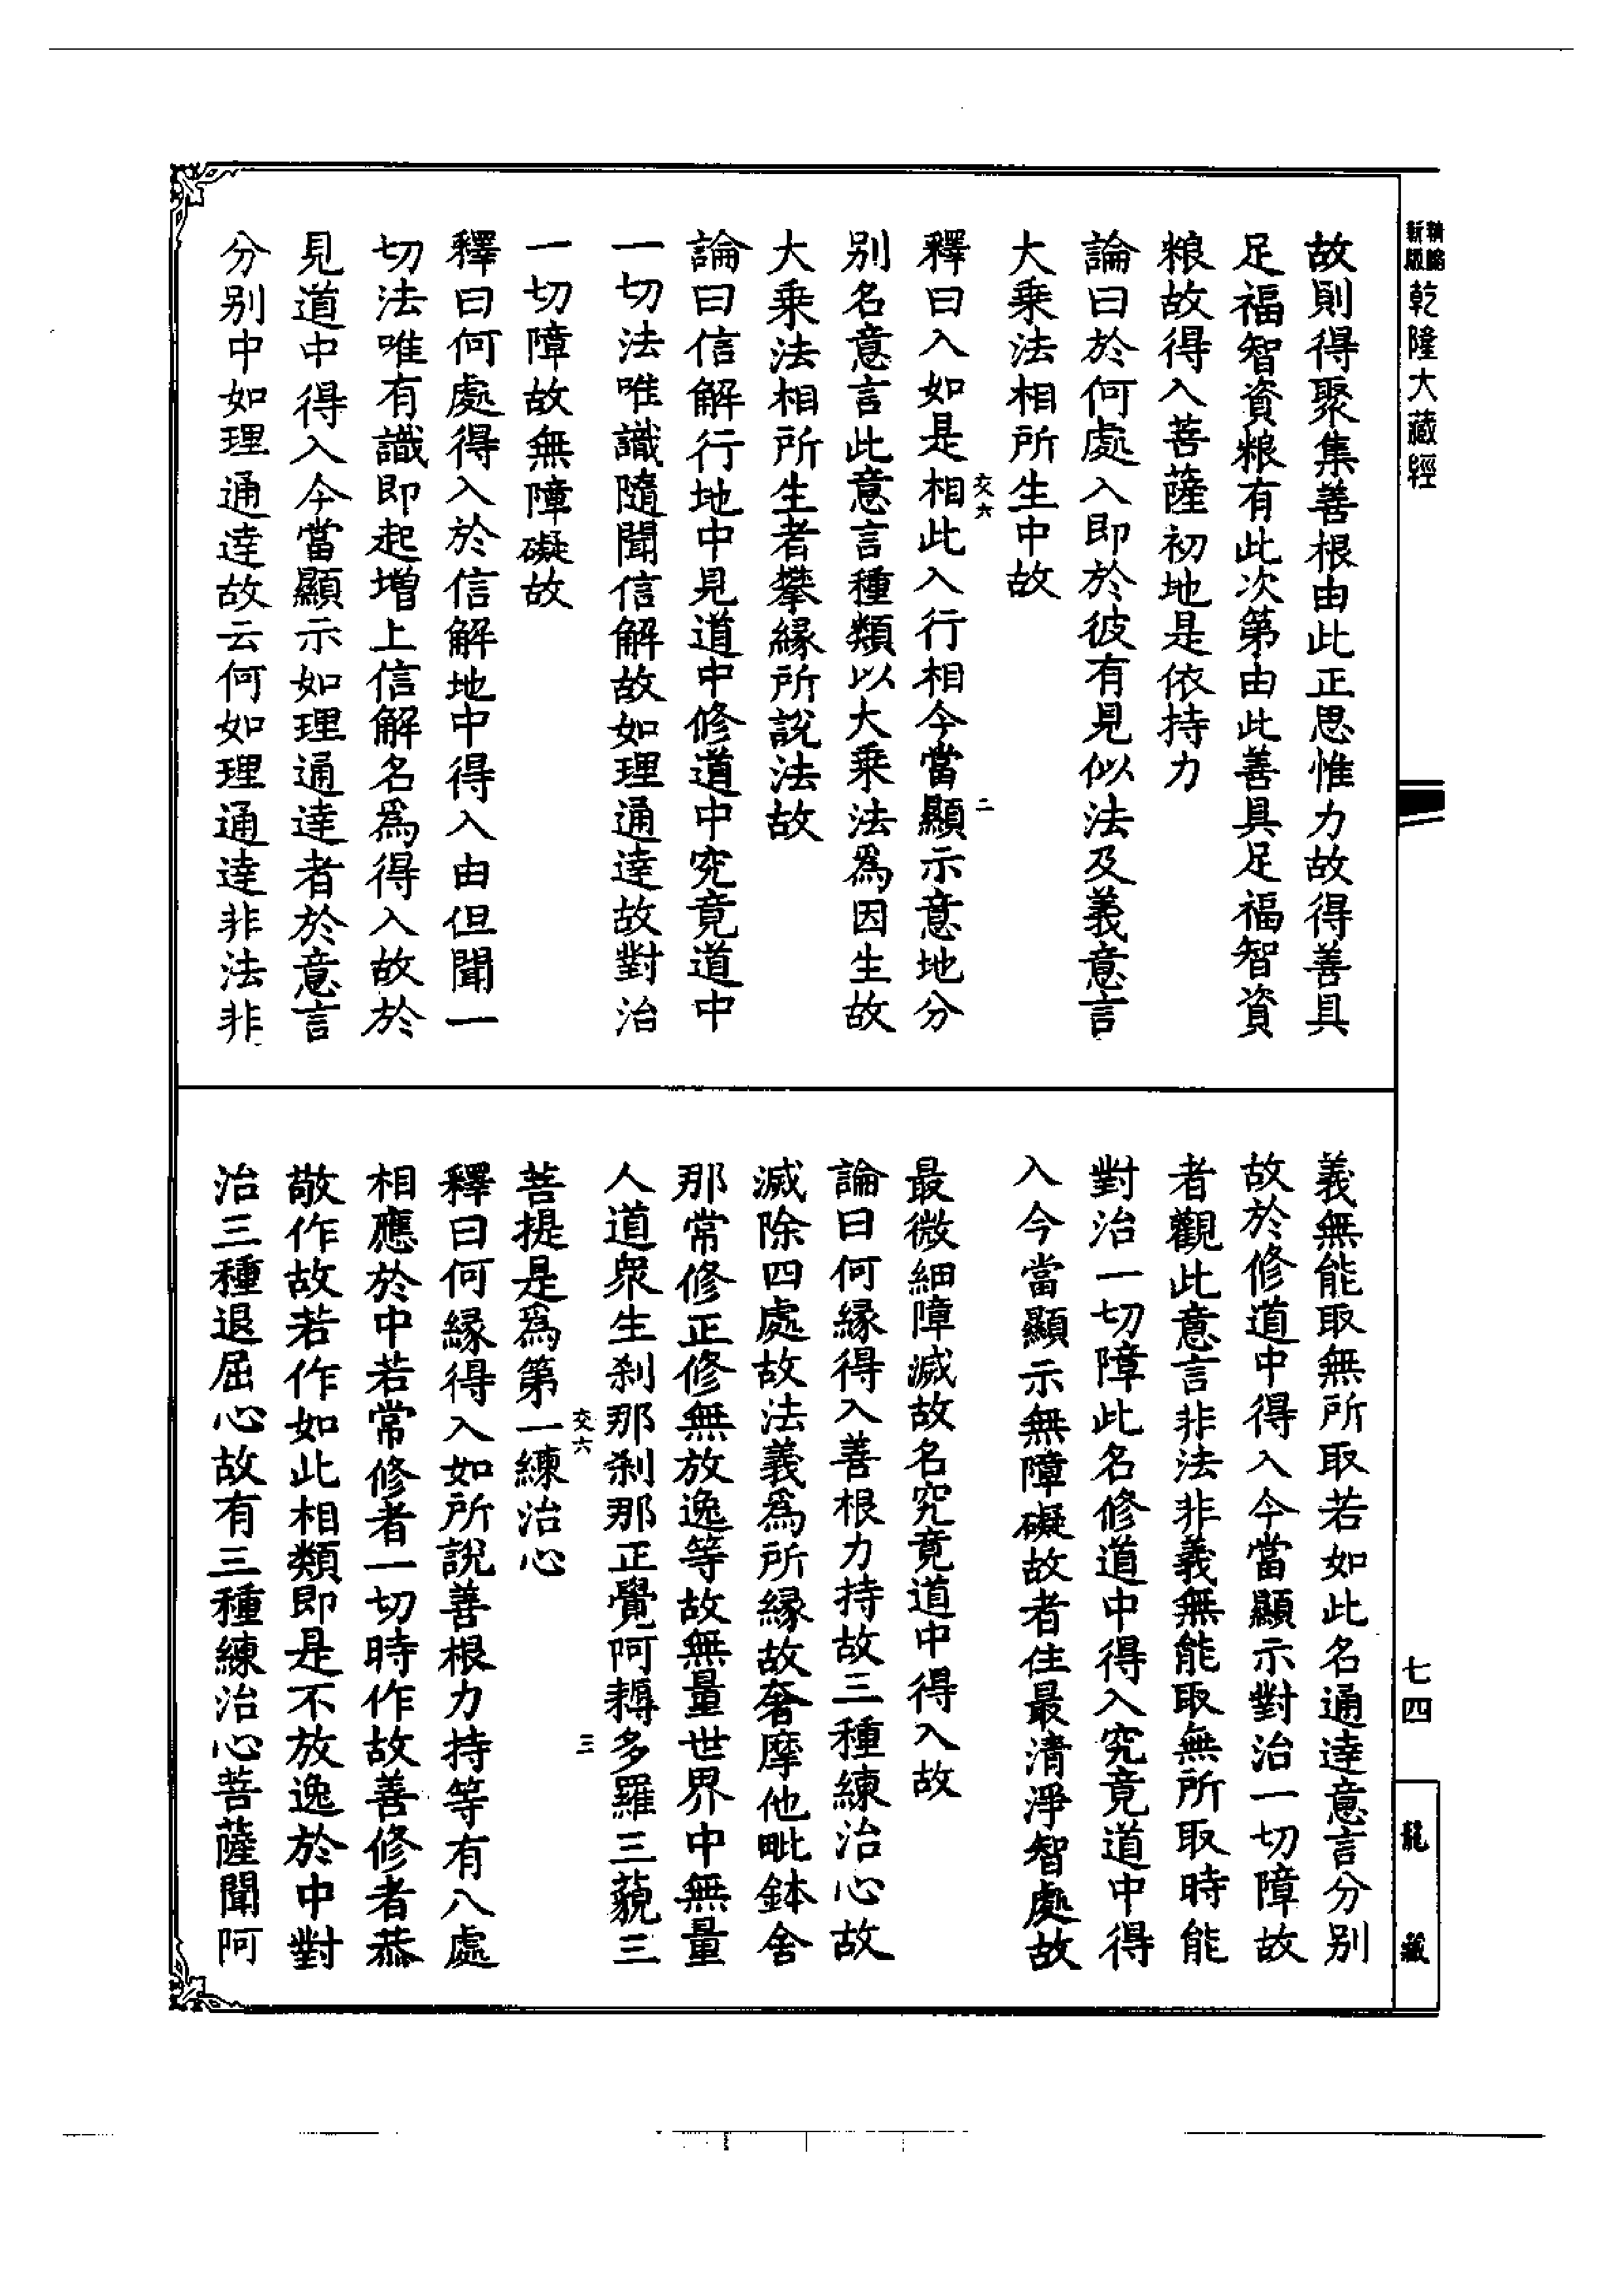 新版
精縮
乾隆大藏經
故則得聚集善根由此正思惟力故得善具
足福智資粮有此次第由此善具足福智資
粮故得入菩薩初地是依持力
論曰於何處入即於彼有見似法及義意言
大乘法相所生中故
釋曰入如是相此入行相今當顯示意地分
交六
二
別名意言此意言種類以大乘法爲因生故
大乘法相所生者攀緣所說法故
論曰信解行地中見道中修道中究竟道中
一切法唯識隨聞信解故如理通達故對治
一切障故無障礙故
釋曰何處得入於信解地中得入由但聞一
切法唯有識即起增上信解名爲得入故於
見道中得入今當顯示如理通達者於意言
分別中如理通達故云何如理通達非法非
義無能取無所取若如此名通達意言分別
故於修道中得入今當顯示對治一切障故
者觀此意言非法非義無能取無所取時能
對治一切障此名修道中得入究竟道中得
入今當顯示無障礙故者住最清淨智處故
最微細障滅故名究竟道中得入故
論曰何緣得入善根力持故三種練治心故
滅除四處故法義爲所緣故奢摩他毗鉢舍
那常修正修無放逸等故無量世界中無量
人道衆生刹那刹那正覺阿耨多羅三藐三
交六
三
菩提是爲第一練治心
釋曰何緣得入如所說善根力持等有八處
相應於中若常修者一切時作故善修者恭
敬作故若作如此相類即是不放逸於中對
治三種退屈心故有三種練治心菩薩聞阿
七四
龍藏